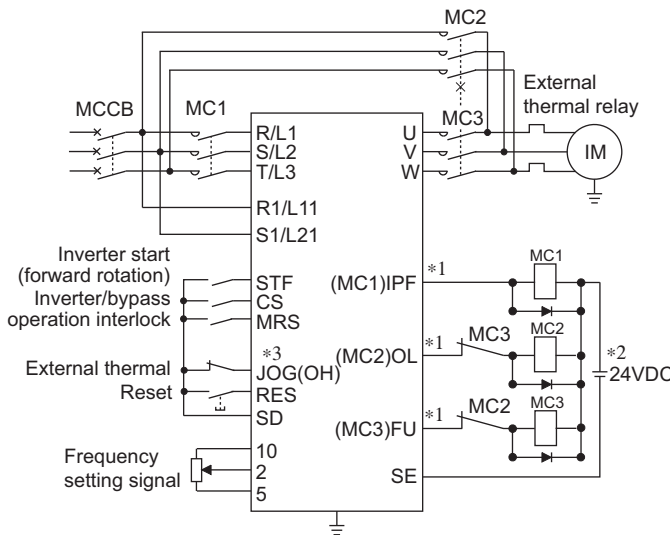 MC2
External
thermal relay
MCCB
MC1
MC3
R/L1
S/L2
T/L3
U
V
W
IM
R1/L11
S1/L21
Inverter start
(forward rotation)
Inverter/bypass
operation interlock
STF
CS
MRS
(MC1)IPF
*1
MC1
External thermal
*3
JOG(OH)
Reset
RES
SD
(MC2)OL
*1
MC3
MC2
*2
24VDC
(MC3)FU
*1
MC2
MC3
Frequency
setting signal
10
2
5
SE